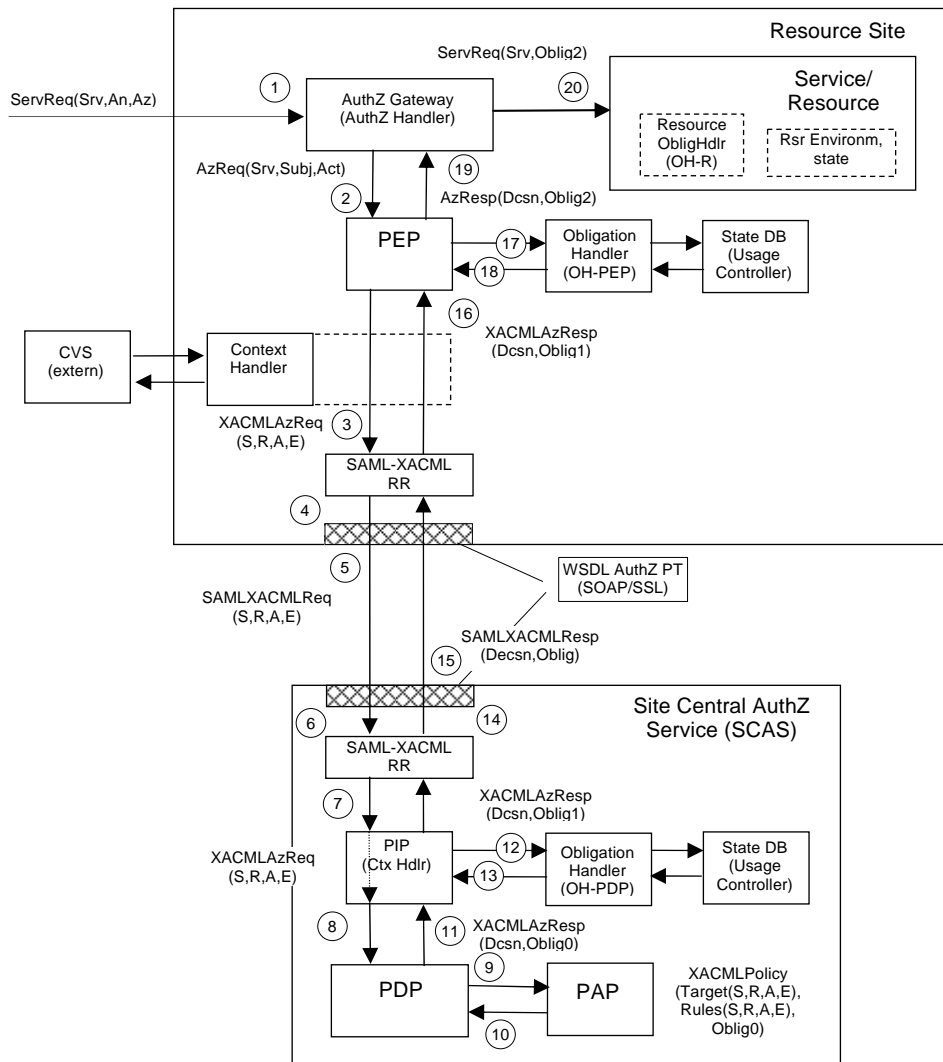 Resource Site
ServReq(Srv,Oblig2)
1
20
Service/
Resource
ServReq(Srv,An,Az)
AuthZ Gateway
(AuthZ Handler)
Resource
ObligHdlr
(OH-R)
Rsr Environm,
state
AzReq(Srv,Subj,Act)
19
2
AzResp(Dcsn,Oblig2)
PEP
17
18
Obligation
Handler
(OH-PEP)
State DB
(Usage
Controller)
16
XACMLAzResp
(Dcsn,Oblig1)
CVS
(extern)
Context
Handler
XACMLAzReq
(S,R,A,E)
3
SAML-XACML
RR
4
5
WSDL AuthZ PT
(SOAP/SSL)
SAMLXACMLReq
(S,R,A,E)
SAMLXACMLResp
(Decsn,Oblig)
15
6
14
Site Central AuthZ
Service (SCAS)
SAML-XACML
RR
7
XACMLAzResp
(Dcsn,Oblig1)
XACMLAzReq
(S,R,A,E)
PIP
(Ctx Hdlr)
12
13
Obligation
Handler
(OH-PDP)
State DB
(Usage
Controller)
8
11
XACMLAzResp
(Dcsn,Oblig0)
9
PDP
PAP
10
XACMLPolicy
(Target(S,R,A,E),
Rules(S,R,A,E),
Oblig0)